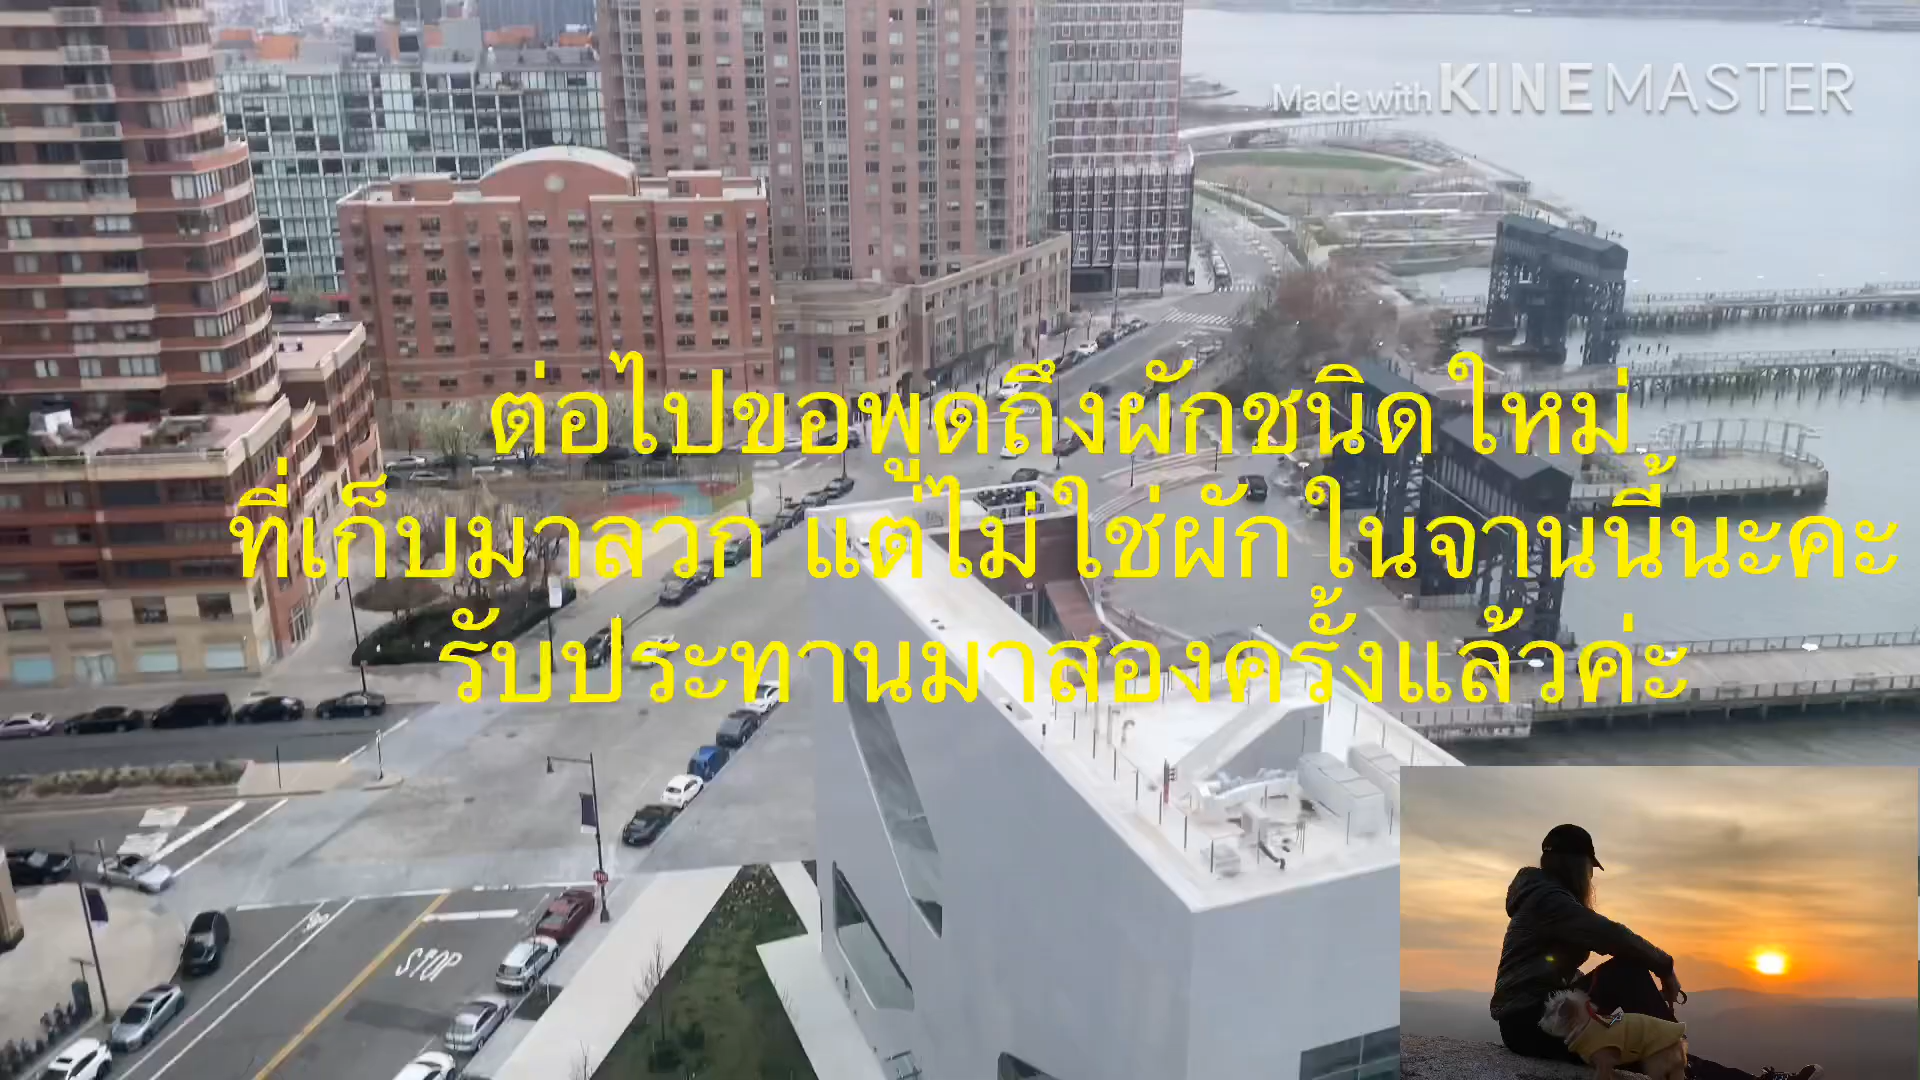 Made with KINEMASTER
ต่อไปขอพูดถึงผักชนิดใหม่
ที่เก็บมาลวก แต่ไม่ใช่ผักในจานนี้นะคะ
รับประทานมาสองครั้งแล้วค่ะ
STOP